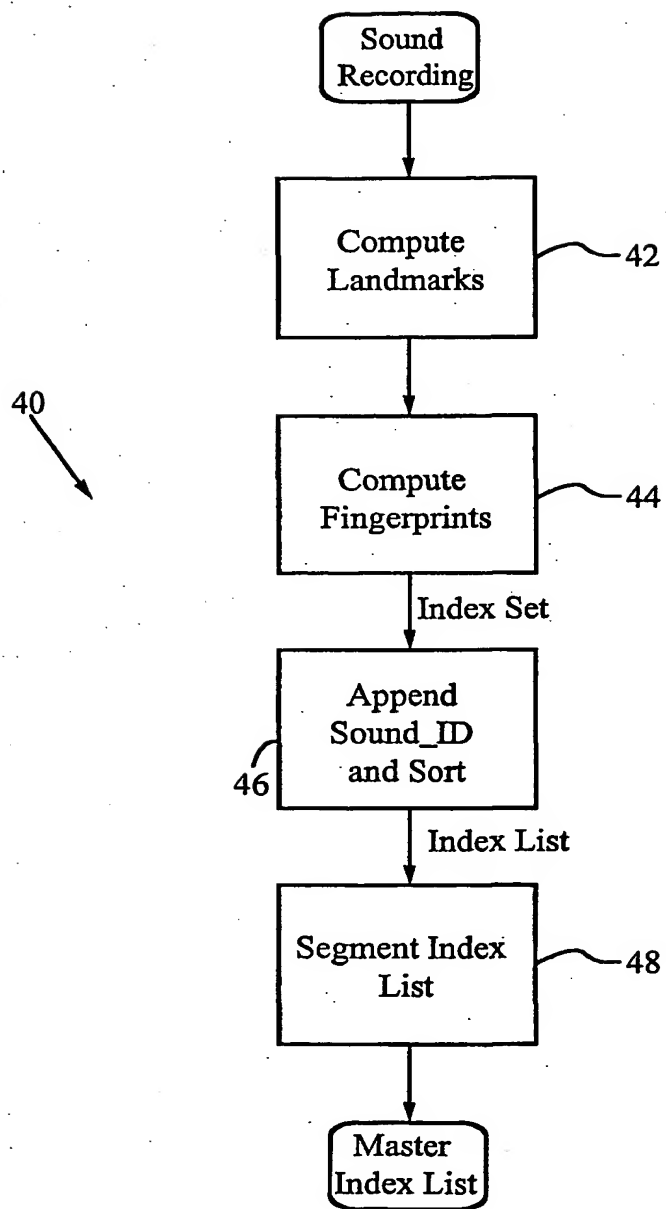 Sound
Recording
Compute
Landmarks
42
40
Compute
Fingerprints
44
Index Set
Append
Sound_ID
and Sort
46
Index List
Segment Index
List
48
Master
Index List